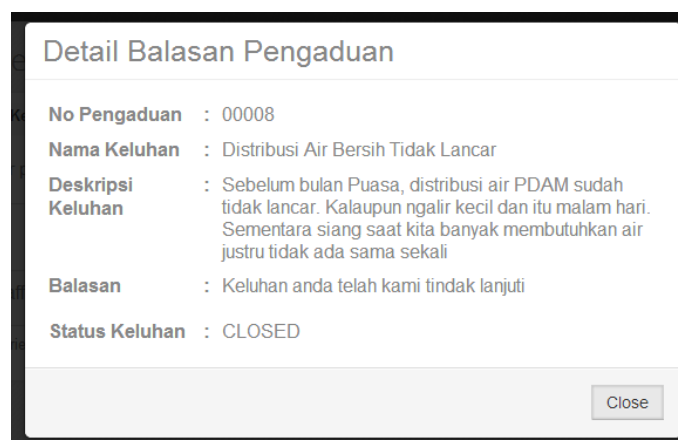 Detail Balasan Pengaduan
No Pengaduan : 00008
Nama Keluhan : Distribusi Air Bersih Tidak Lancar
Deskripsi Keluhan : Sebelum bulan Puasa, distribusi air PDAM sudah
tidak lancar. Kalaupun ngalir kecil dan itu malam hari.
Sementara siang saat kita banyak membutuhkan air
justru tidak ada sama sekali
Balasan : Keluhan anda telah kami tindak lanjuti
Status Keluhan : CLOSED
Close